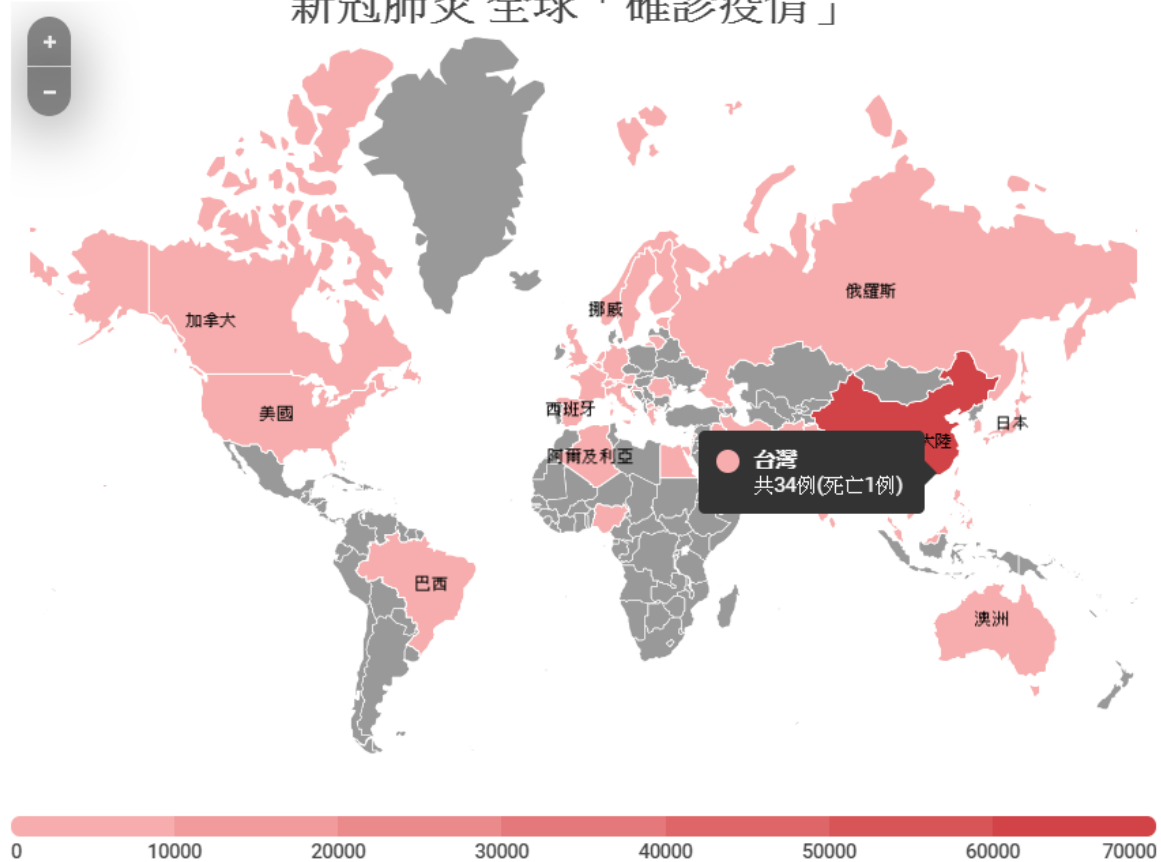 新冠肺炎 全球「確診疫情」
+
−
加拿大
美國
巴西
挪威
西班牙
阿爾及利亞
俄羅斯
日本
大陸
台灣
共34例(死亡1例)
澳洲
0 10000 20000 30000 40000 50000 60000 70000